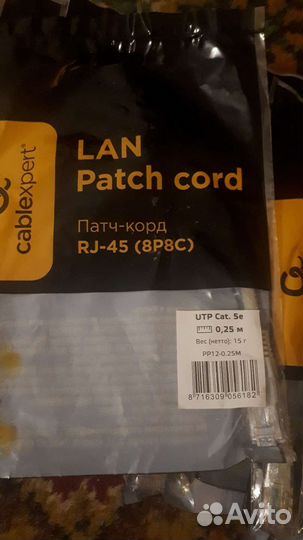 cablexpert®
LAN
Patch cord
Патч-корд
RJ-45 (8P8C)
UTP Cat. 5e
0,25 м
Вес (нетто): 15 г
PP12-0.25M
8 716309 056182
Avito